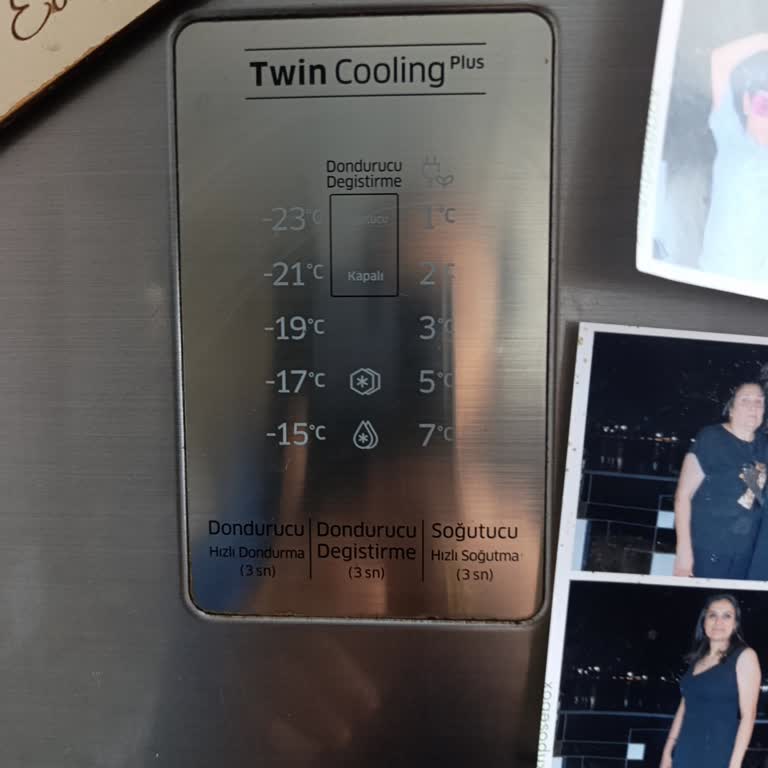 Twin Cooling Plus
Dondurucu
Degistirme
-23°C 1°C
-21°C Kapalı 2°C
-19°C 3°C
-17°C 5°C
-15°C 7°C
Dondurucu Dondurucu Soğutucu
Hızlı Dondurma Degistirme Hızlı Soğutma
(3 sn) (3 sn) (3 sn)